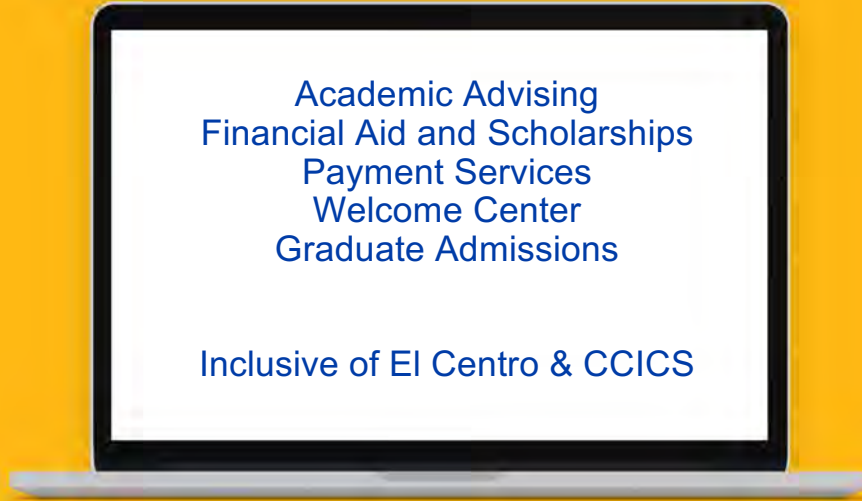 Academic Advising
Financial Aid and Scholarships
Payment Services
Welcome Center
Graduate Admissions
Inclusive of El Centro & CCICS